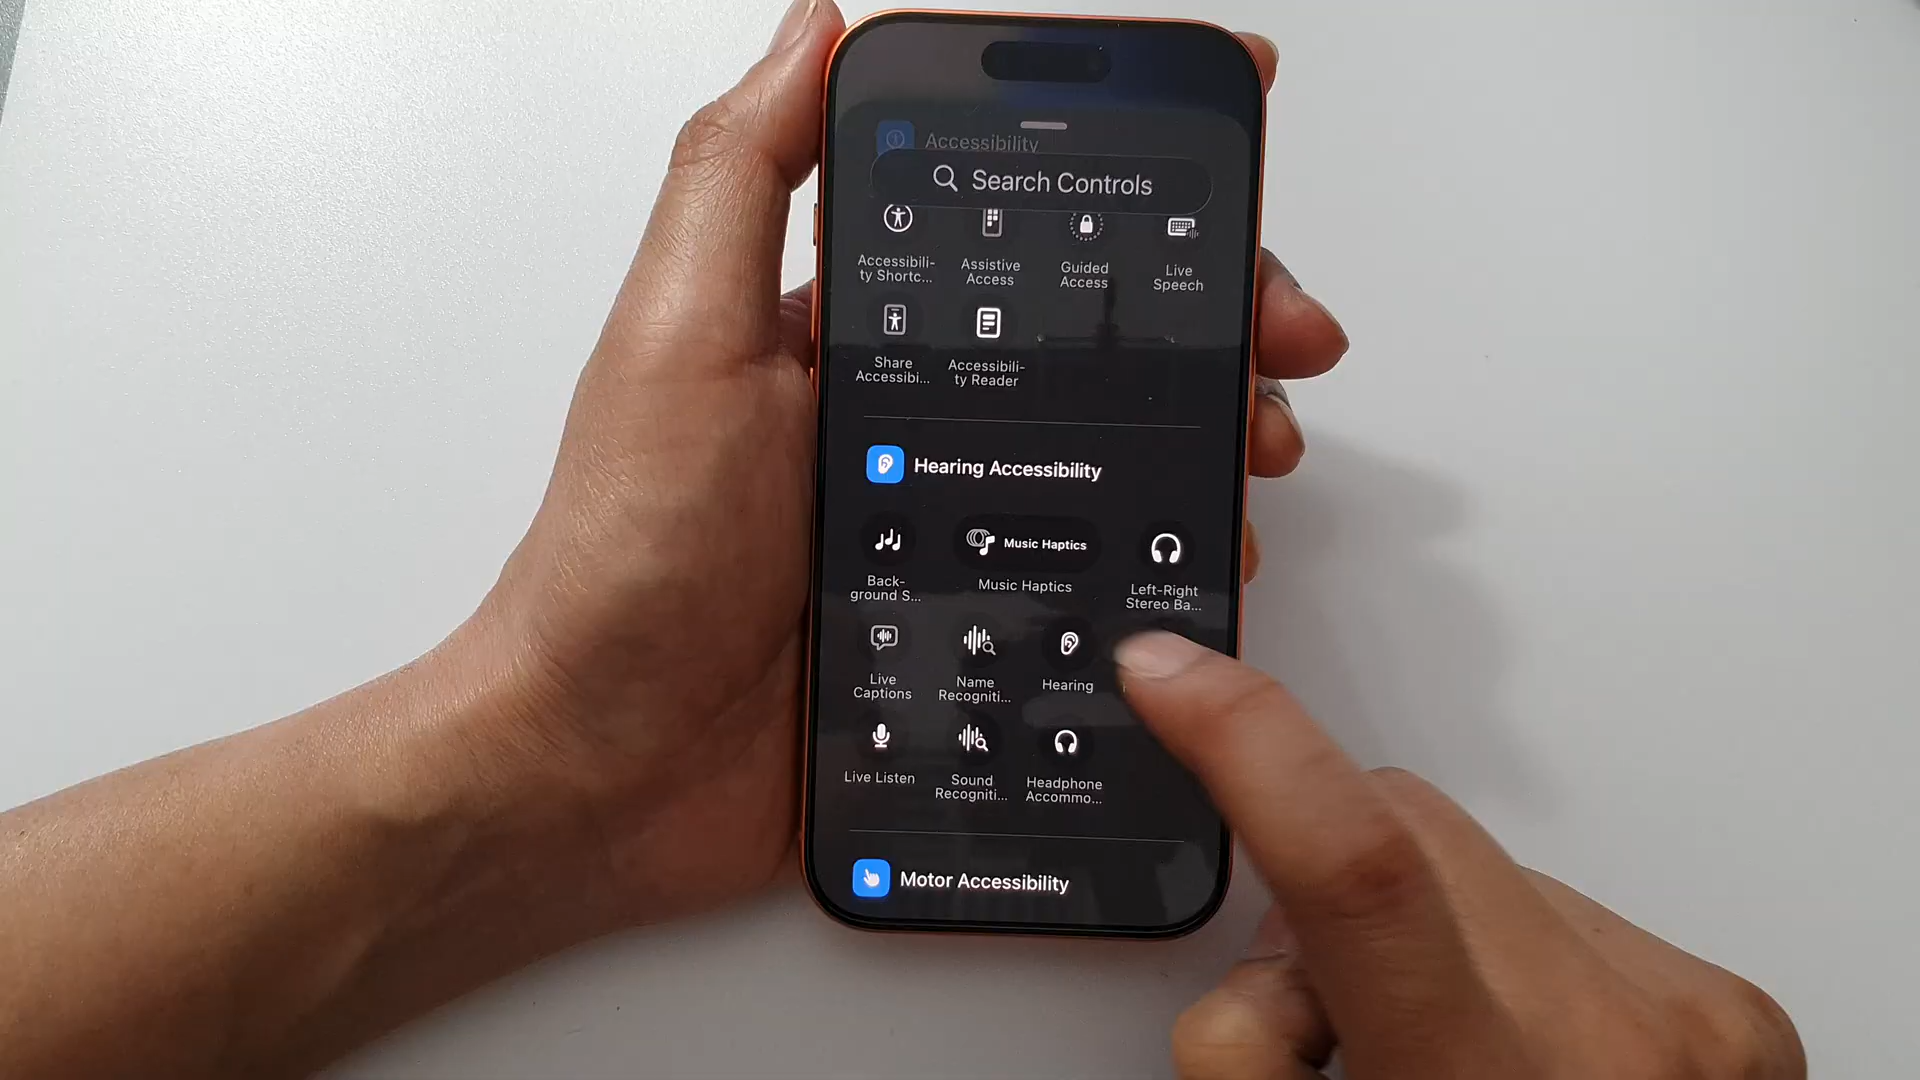 Accessibility
Search Controls
Accessibili-
ty Shortc...
Assistive
Access
Guided
Access
Live
Speech
Share
Accessibi...
Accessibili-
ty Reader
Hearing Accessibility
Music Haptics
Back-
ground S...
Music Haptics
Left-Right
Stereo Ba...
Live
Captions
Name
Recogniti...
Hearing
Live Listen
Sound
Recogniti...
Headphone
Accommo...
Motor Accessibility